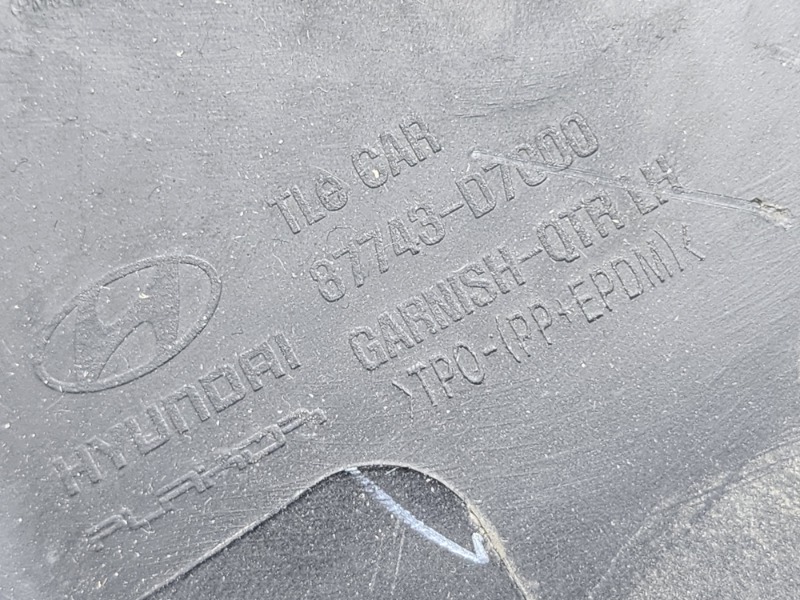 TLe CAR
87743-D7000
GARNISH-QTR LH
>TPO-(PP+EPDM)<
HYUNDAI